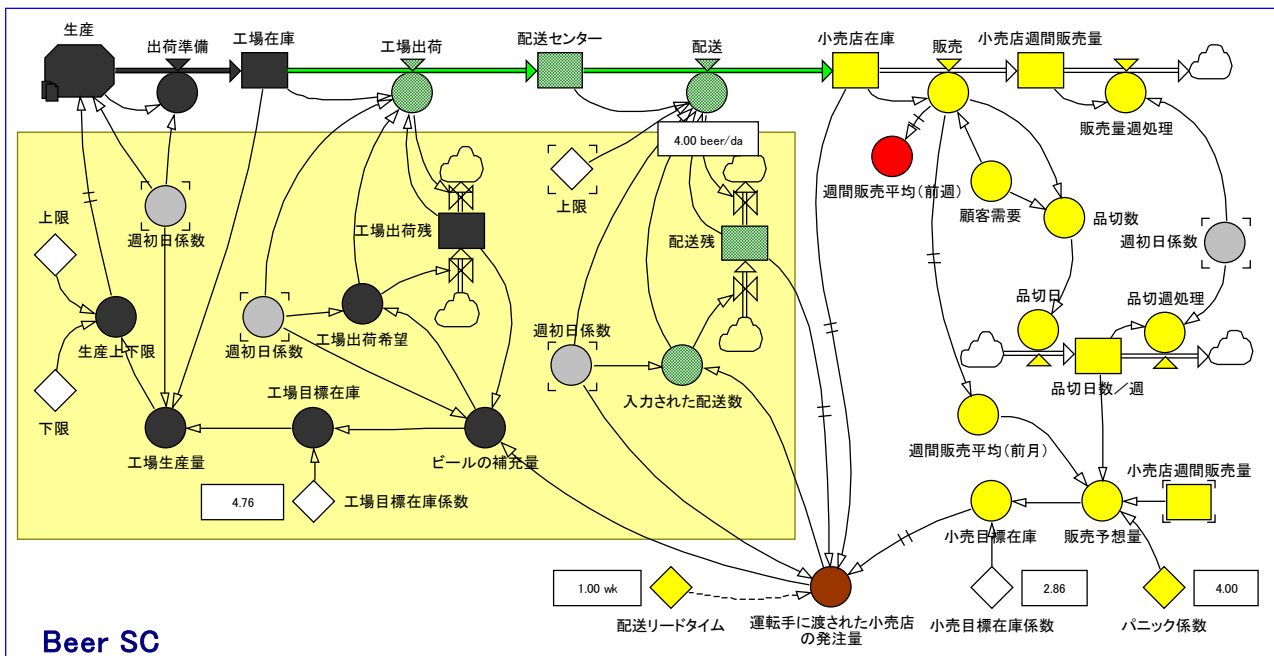 生産
出荷準備
工場在庫
工場出荷
配送センター
配送
小売店在庫
販売
小売店週間販売量
販売量週処理
4.00 beer/da
上限
週間販売平均(前週)
顧客需要
品切数
週初日係数
週初日係数
上限
工場出荷残
配送残
生産上下限
週初日係数
工場出荷希望
週初日係数
品切日
品切週処理
品切日数/週
下限
工場目標在庫
入力された配送数
工場生産量
ビールの補充量
週間販売平均(前月)
4.76
工場目標在庫係数
小売店週間販売量
小売目標在庫
販売予想量
1.00 wk
配送リードタイム
運転手に渡された小売店
の発注量
2.86
小売目標在庫係数
4.00
パニック係数
Beer SC